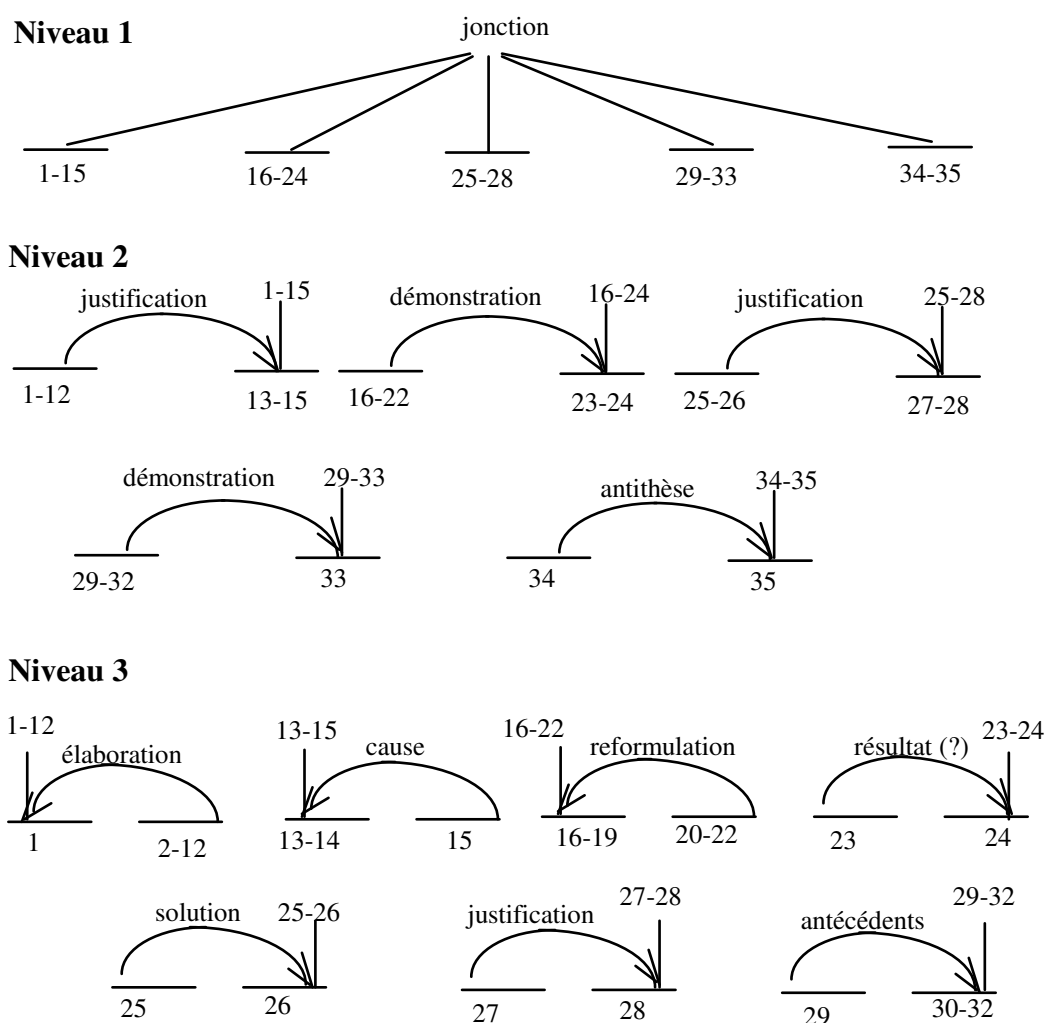 Niveau 1
jonction
1-15 16-24 25-28 29-33 34-35
Niveau 2
justification 1-15 démonstration 16-24 justification 25-28
1-12 13-15 16-22 23-24 25-26 27-28
démonstration 29-33 antithèse 34-35
29-32 33 34 35
Niveau 3
1-12 élaboration 13-15 cause 16-22 reformulation résultat (?) 23-24
1 2-12 13-14 15 16-19 20-22 23 24
solution 25-26 justification 27-28 antécédents 29-32
25 26 27 28 29 30-32